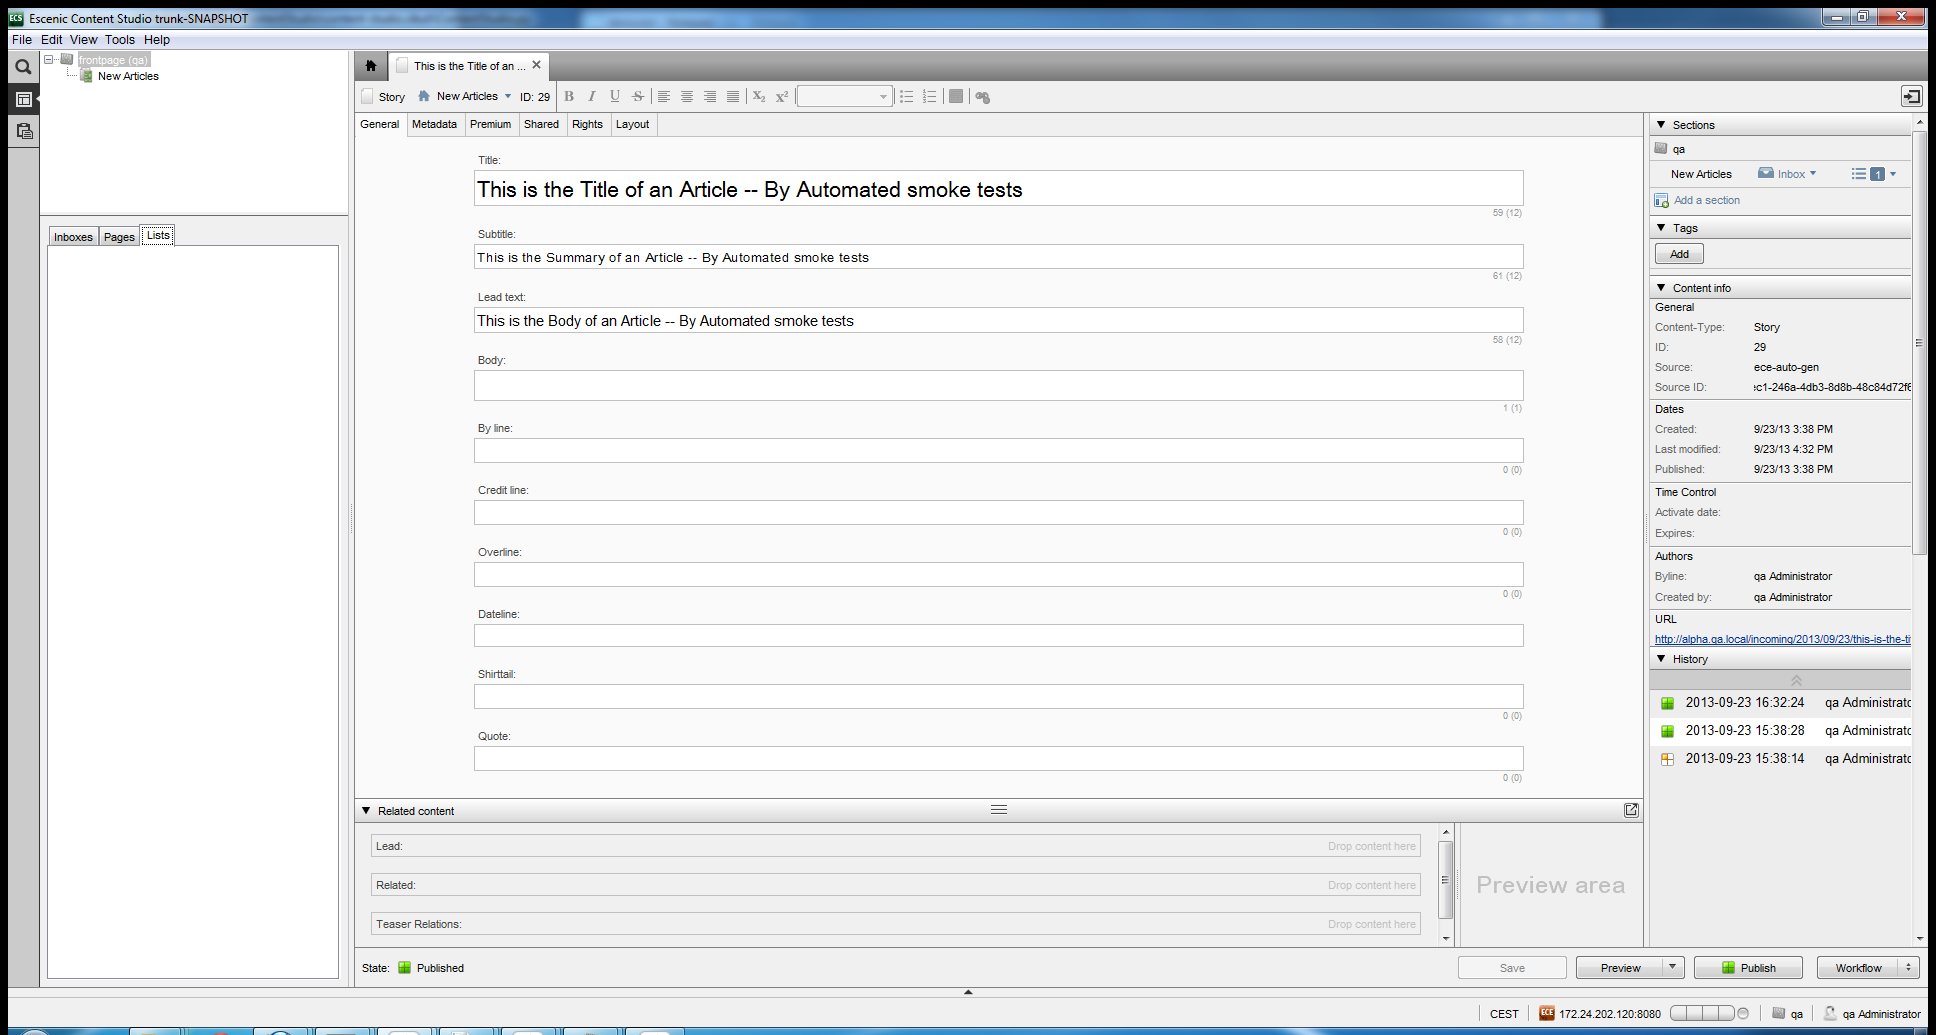 ECS Escenic Content Studio trunk-SNAPSHOT
File Edit View Tools Help
frontpage (qa)
New Articles
Inboxes Pages Lists
This is the Title of an ...
Story New Articles ID: 29 B I U S X₂ X²
General Metadata Premium Shared Rights Layout
Title:
This is the Title of an Article -- By Automated smoke tests
59 (12)
Subtitle:
This is the Summary of an Article -- By Automated smoke tests
61 (12)
Lead text:
This is the Body of an Article -- By Automated smoke tests
58 (12)
Body:
1 (1)
By line:
0 (0)
Credit line:
0 (0)
Overline:
0 (0)
Dateline:
Shirttail:
0 (0)
Quote:
0 (0)
Related content
Lead: Drop content here
Related: Drop content here
Teaser Relations: Drop content here
Preview area
Sections
qa
New Articles Inbox 1
Add a section
Tags
Add
Content info
General
Content-Type: Story
ID: 29
Source: ece-auto-gen
Source ID: ec1-246a-4db3-8d8b-48c84d72f6
Dates
Created: 9/23/13 3:38 PM
Last modified: 9/23/13 4:32 PM
Published: 9/23/13 3:38 PM
Time Control
Activate date:
Expires:
Authors
Byline: qa Administrator
Created by: qa Administrator
URL
http://alpha.qa.local/incoming/2013/09/23/this-is-the-ti
History
2013-09-23 16:32:24 qa Administratc
2013-09-23 15:38:28 qa Administratc
2013-09-23 15:38:14 qa Administratc
State: Published
Save Preview Publish Workflow
CEST ECE 172.24.202.120:8080 qa qa Administrator